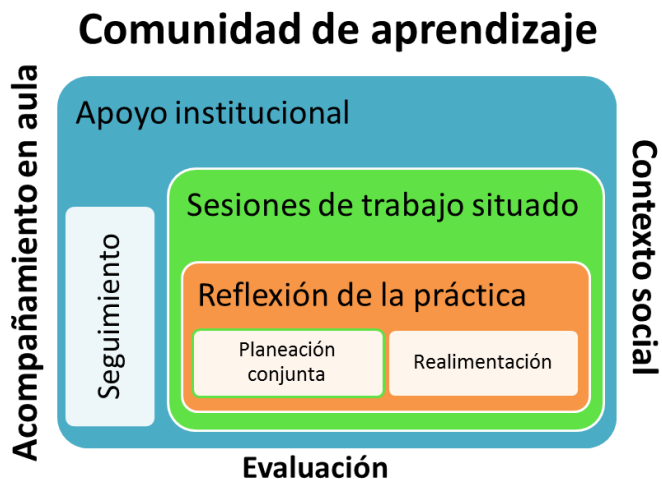 Comunidad de aprendizaje
Acompañamiento en aula
Apoyo institucional
Seguimiento
Sesiones de trabajo situado
Reflexión de la práctica
Planeación
conjunta
Realimentación
Contexto social
Evaluación